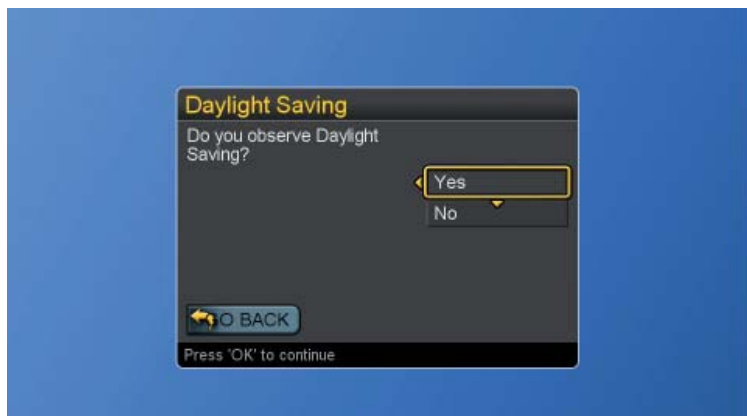 Daylight Saving
Do you observe Daylight
Saving?
Yes
No
GO BACK
Press 'OK' to continue